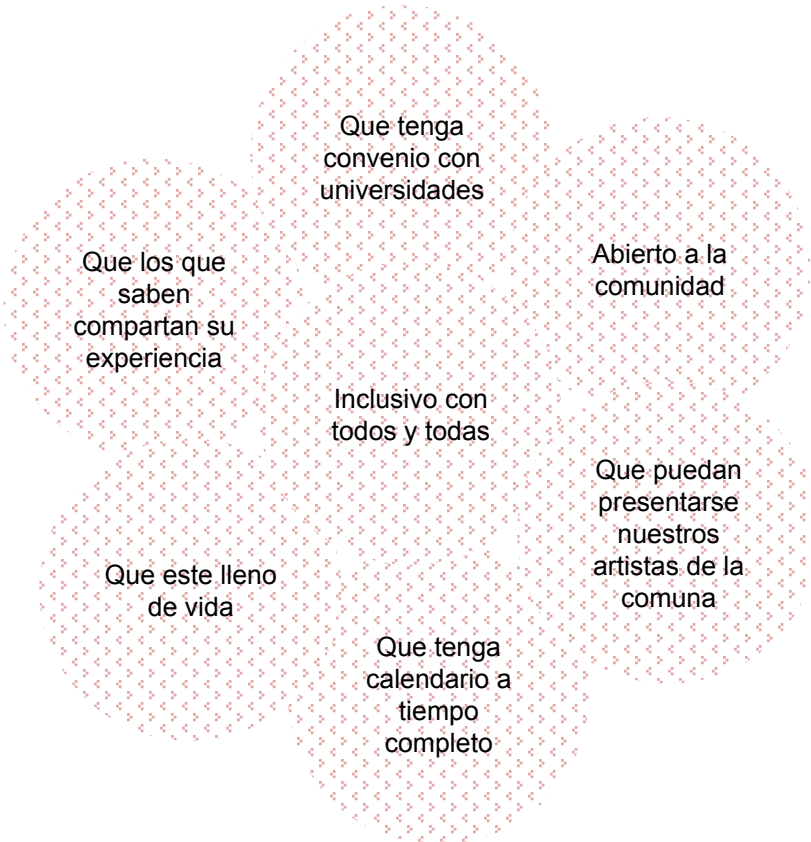 Que tenga
convenio con
universidades
Abierto a la
comunidad
Que los que
saben
compartan su
experiencia
Inclusivo con
todos y todas
Que puedan
presentarse
nuestros
artistas de la
comuna
Que este lleno
de vida
Que tenga
calendario a
tiempo
completo